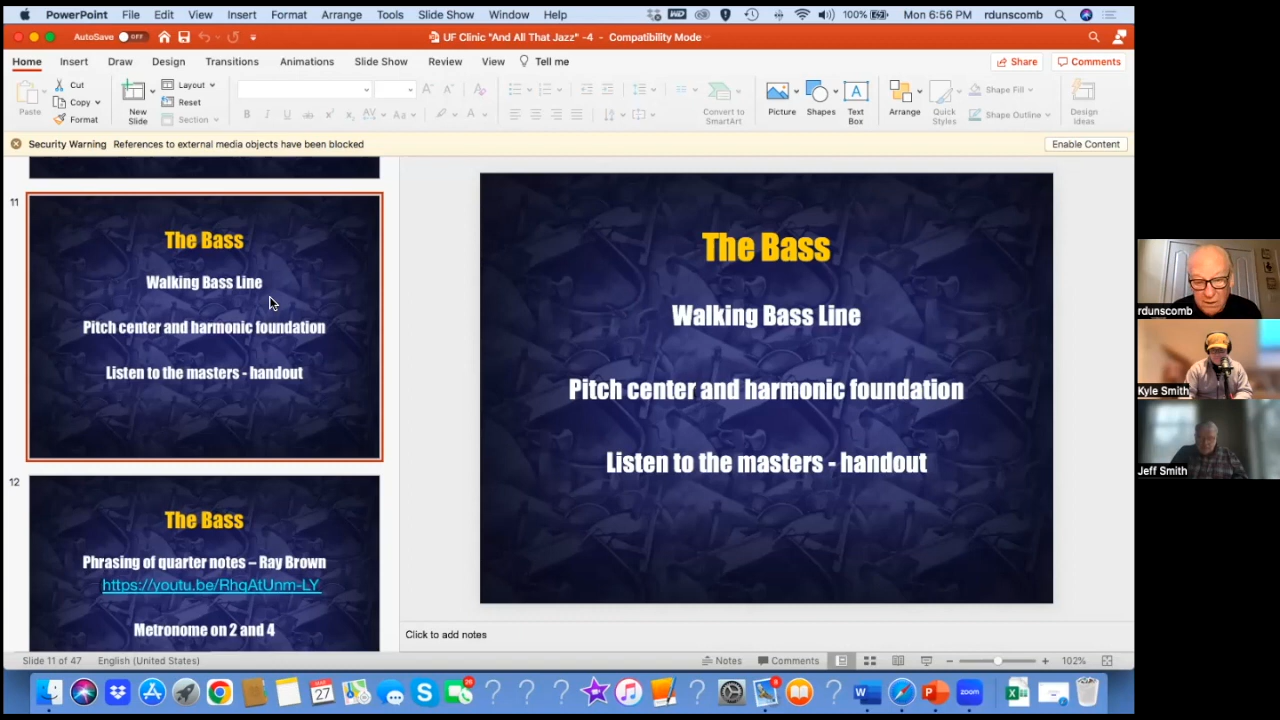 PowerPoint File Edit View Insert Format Arrange Tools Slide Show Window Help 100% Mon 6:56 PM rdunscomb
AutoSave OFF UF Clinic "And All That Jazz" -4 - Compatibility Mode
Home Insert Draw Design Transitions Animations Slide Show Review View Tell me Share Comments
Paste Cut Copy Format New Slide Layout Reset Section Convert to SmartArt Picture Shapes Text Box Arrange Quick Styles Shape Fill Shape Outline Design Ideas
Security Warning References to external media objects have been blocked Enable Content
11
The Bass
Walking Bass Line
Pitch center and harmonic foundation
Listen to the masters - handout
12
The Bass
Phrasing of quarter notes – Ray Brown
https://youtu.be/RhqAtUnm-LY
Metronome on 2 and 4
The Bass
Walking Bass Line
Pitch center and harmonic foundation
Listen to the masters - handout
Click to add notes
Slide 11 of 47 English (United States) Notes Comments 102%
rdunscomb
Kyle Smith
Jeff Smith
MAR
27
zoom